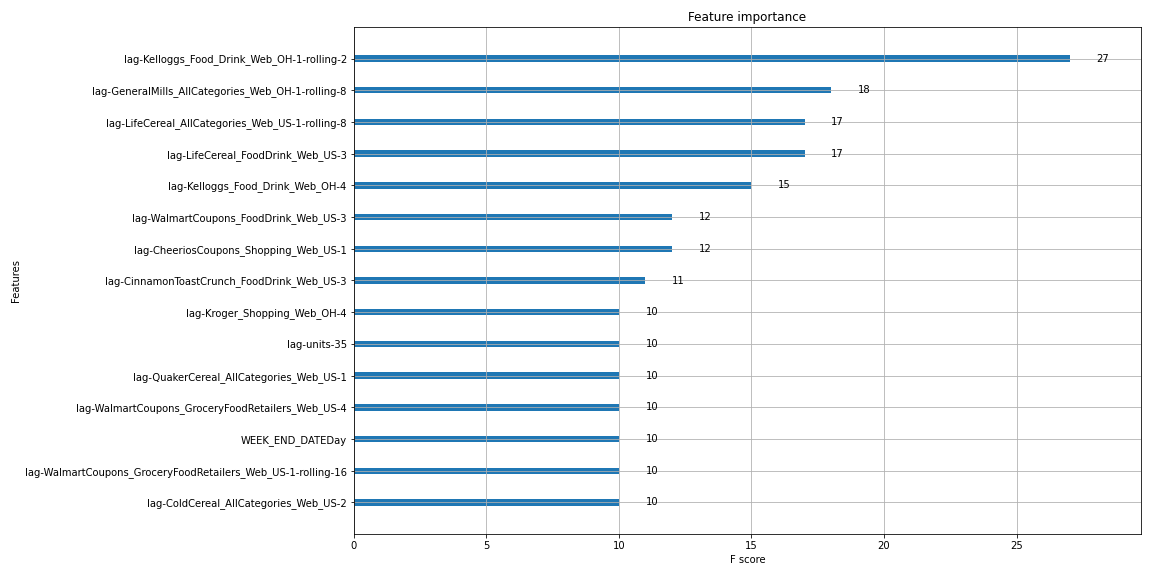 Feature importance
lag-Kelloggs_Food_Drink_Web_OH-1-rolling-2 27
lag-GeneralMills_AllCategories_Web_OH-1-rolling-8 18
lag-LifeCereal_AllCategories_Web_US-1-rolling-8 17
lag-LifeCereal_FoodDrink_Web_US-3 17
lag-Kelloggs_Food_Drink_Web_OH-4 15
lag-WalmartCoupons_FoodDrink_Web_US-3 12
lag-CheeriosCoupons_Shopping_Web_US-1 12
lag-CinnamonToastCrunch_FoodDrink_Web_US-3 11
lag-Kroger_Shopping_Web_OH-4 10
lag-units-35 10
lag-QuakerCereal_AllCategories_Web_US-1 10
lag-WalmartCoupons_GroceryFoodRetailers_Web_US-4 10
WEEK_END_DATEDay 10
lag-WalmartCoupons_GroceryFoodRetailers_Web_US-1-rolling-16 10
lag-ColdCereal_AllCategories_Web_US-2 10
Features
0 5 10 15 20 25
F score